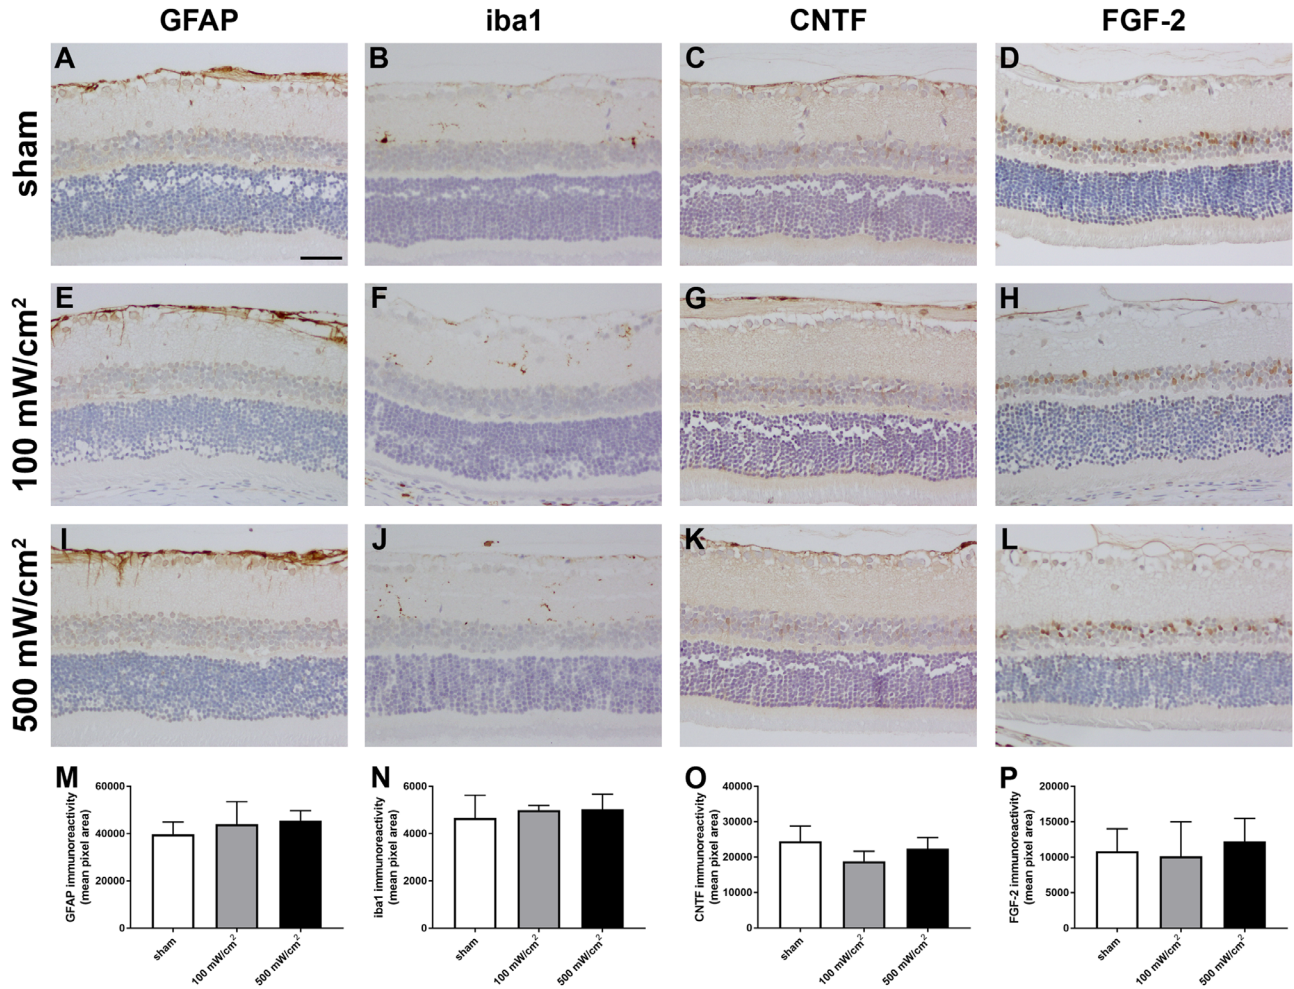 GFAP
iba1
CNTF
FGF-2
sham
A
B
C
D
100 mW/cm²
E
F
G
H
500 mW/cm²
I
J
K
L
M
GFAP immunoreactivity
(mean pixel area)
60000
40000
20000
0
sham
100 mW/cm²
500 mW/cm²
N
iba1 immunoreactivity
(mean pixel area)
6000
4000
2000
0
sham
100 mW/cm²
500 mW/cm²
O
CNTF immunoreactivity
(mean pixel area)
40000
30000
20000
10000
0
sham
100 mW/cm²
500 mW/cm²
P
FGF-2 immunoreactivity
(mean pixel area)
20000
15000
10000
5000
0
sham
100 mW/cm²
500 mW/cm²